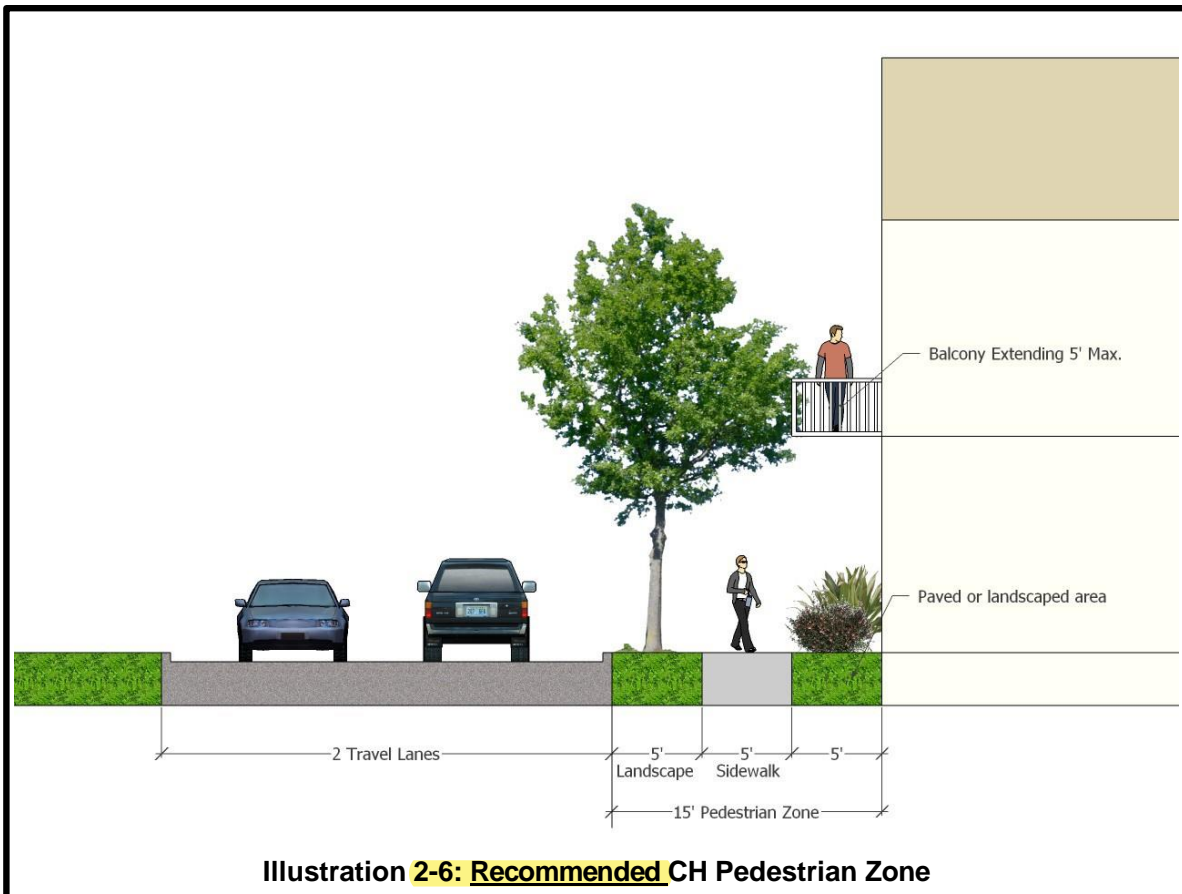 Balcony Extending 5' Max.
Paved or landscaped area
2 Travel Lanes
5' 5' 5'
Landscape Sidewalk
15' Pedestrian Zone
Illustration 2-6: Recommended CH Pedestrian Zone